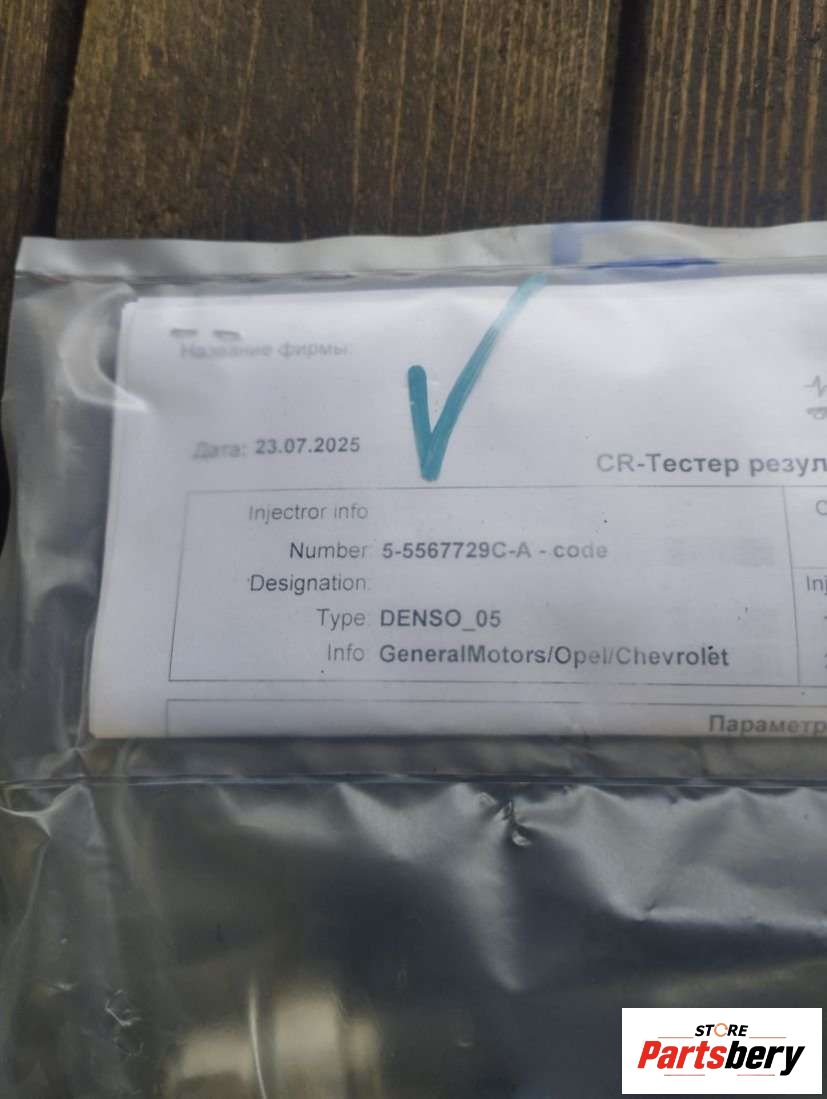 Название фирмы:
Дата: 23.07.2025
CR-Тестер резул
Injectror info
Number: 5-5567729C-A - code
Designation:
Inj
Type: DENSO_05
Info GeneralMotors/Opel/Chevrolet
Параметр
STORE
Partsbery